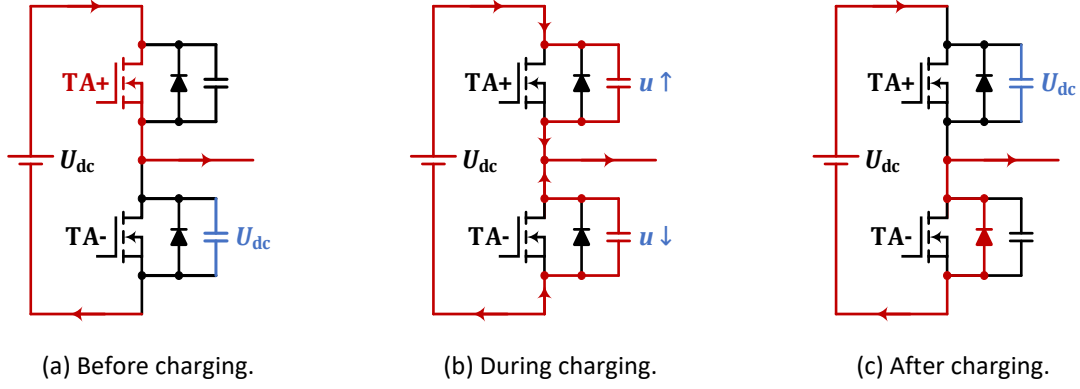 TA+
U_dc
TA-
U_dc
(a) Before charging.
TA+
u ↑
U_dc
TA-
u ↓
(b) During charging.
TA+
U_dc
U_dc
TA-
(c) After charging.